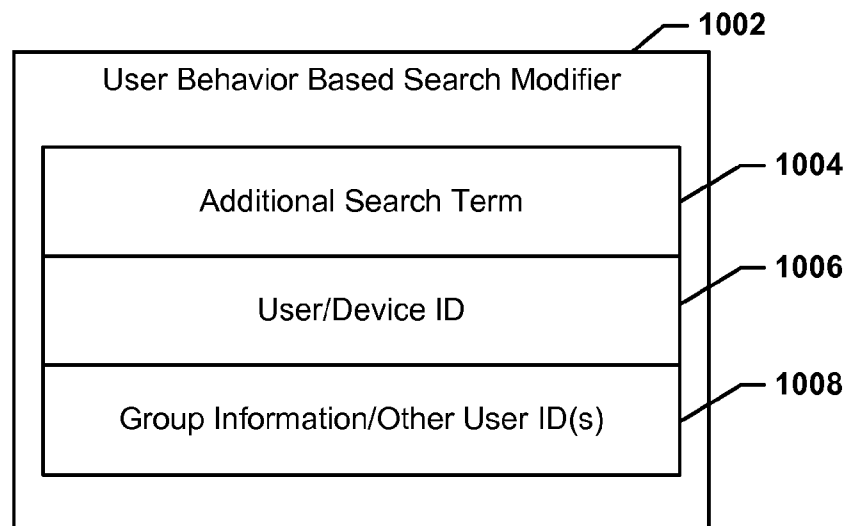 1002
User Behavior Based Search Modifier
1004
Additional Search Term
1006
User/Device ID
1008
Group Information/Other User ID(s)